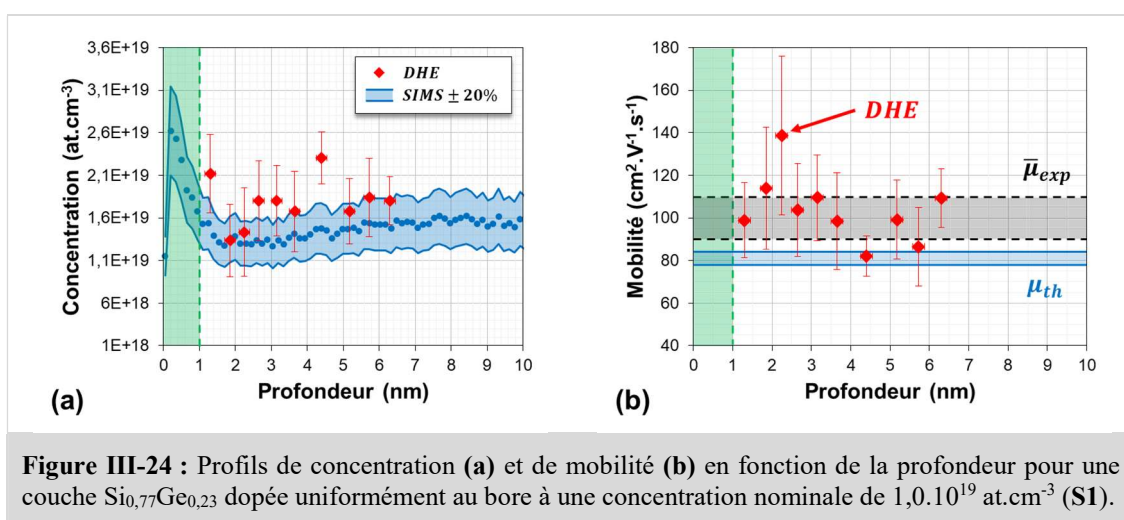 3,6E+19
3,1E+19
2,6E+19
2,1E+19
1,6E+19
1,1E+19
6E+18
1E+18
Concentration (at.cm-3)
DHE
SIMS ± 20%
0 1 2 3 4 5 6 7 8 9 10
Profondeur (nm)
(a)
180
160
140
120
100
80
60
40
Mobilité (cm².V-1.s-1)
DHE
μ̄exp
μth
0 1 2 3 4 5 6 7 8 9 10
Profondeur (nm)
(b)
Figure III-24 : Profils de concentration (a) et de mobilité (b) en fonction de la profondeur pour une
couche Si0,77Ge0,23 dopée uniformément au bore à une concentration nominale de 1,0.10¹⁹ at.cm-3 (S1).